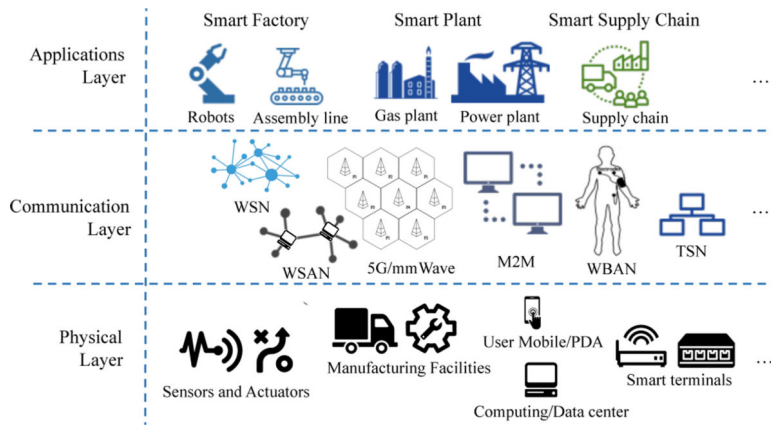 Smart Factory Smart Plant Smart Supply Chain
Applications
Layer
...
Robots Assembly line Gas plant Power plant Supply chain
Communication
Layer
WSN
WSAN
5G/mmWave
M2M
WBAN
TSN
...
Physical
Layer
Sensors and Actuators
Manufacturing Facilities
User Mobile/PDA
Computing/Data center
Smart terminals
...